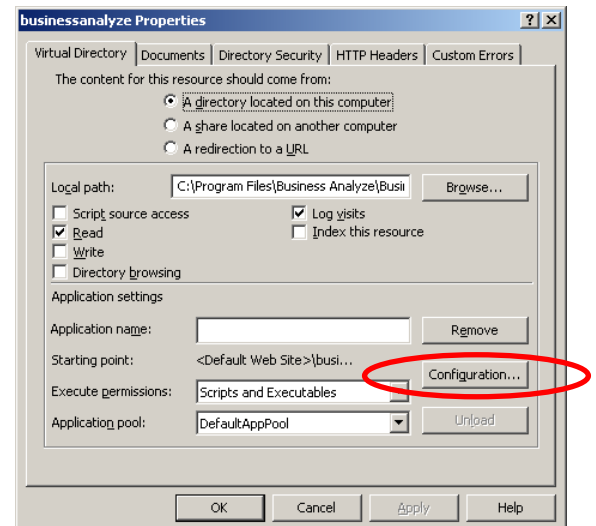 businessanalyze Properties
Virtual Directory Documents Directory Security HTTP Headers Custom Errors
The content for this resource should come from:
A directory located on this computer
A share located on another computer
A redirection to a URL
Local path: C:\Program Files\Business Analyze\Busi Browse...
Script source access Log visits
Read Index this resource
Write
Directory browsing
Application settings
Application name: Remove
Starting point: <Default Web Site>\busi...
Configuration...
Execute permissions: Scripts and Executables
Application pool: DefaultAppPool Unload
OK Cancel Apply Help